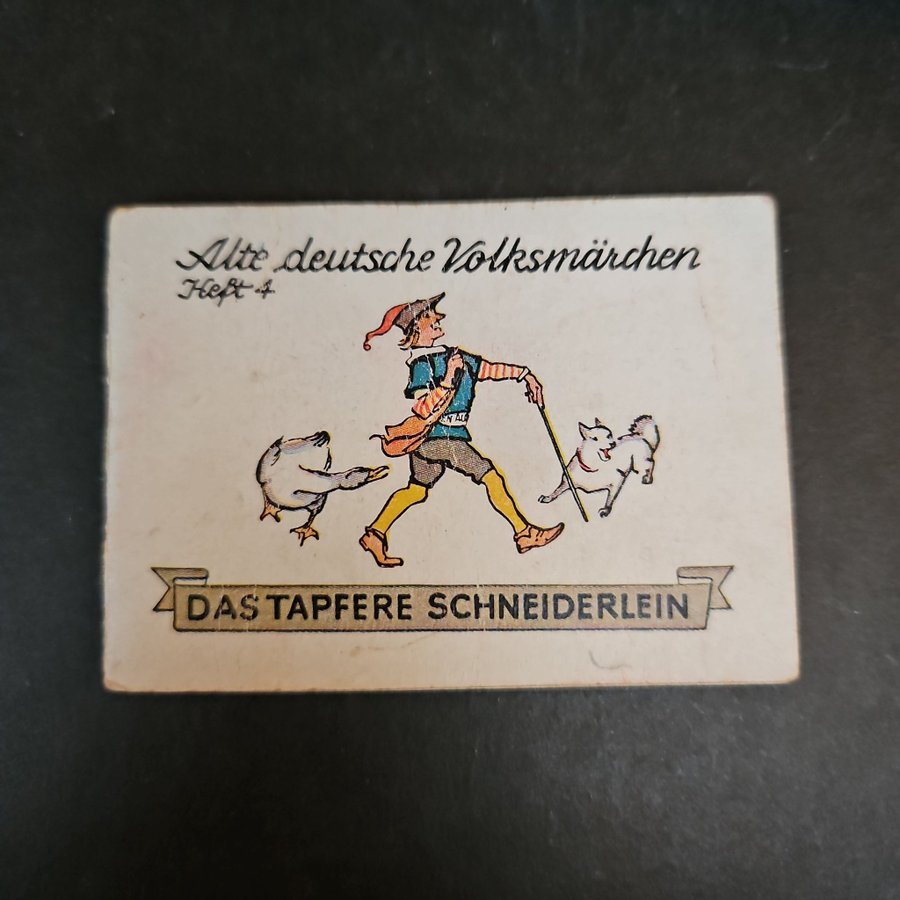 Alte deutsche Volksmärchen
Heft 4
DAS TAPFERE SCHNEIDERLEIN